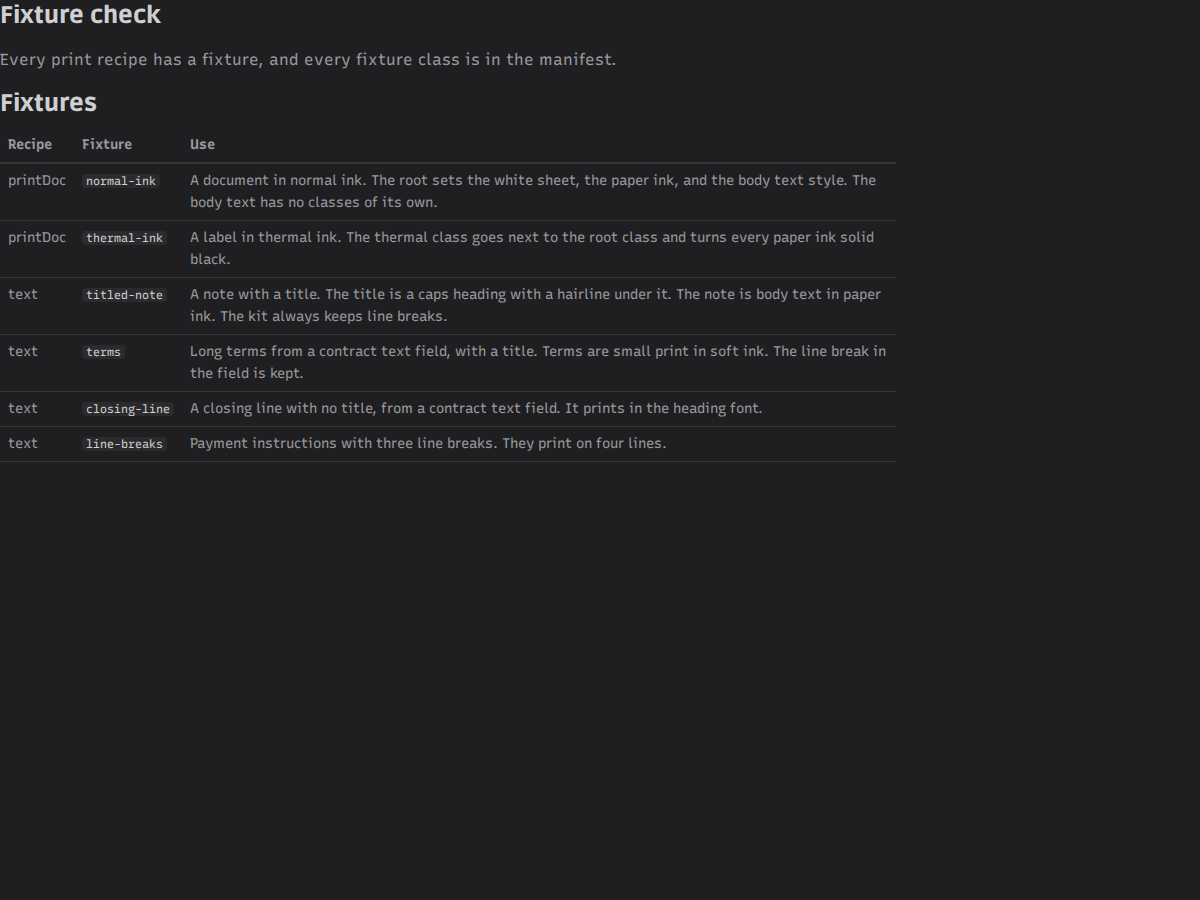 Fixture check
Every print recipe has a fixture, and every fixture class is in the manifest.
Fixtures
Recipe Fixture Use
printDoc normal-ink A document in normal ink. The root sets the white sheet, the paper ink, and the body text style. The
body text has no classes of its own.
printDoc thermal-ink A label in thermal ink. The thermal class goes next to the root class and turns every paper ink solid
black.
text titled-note A note with a title. The title is a caps heading with a hairline under it. The note is body text in paper
ink. The kit always keeps line breaks.
text terms Long terms from a contract text field, with a title. Terms are small print in soft ink. The line break in
the field is kept.
text closing-line A closing line with no title, from a contract text field. It prints in the heading font.
text line-breaks Payment instructions with three line breaks. They print on four lines.